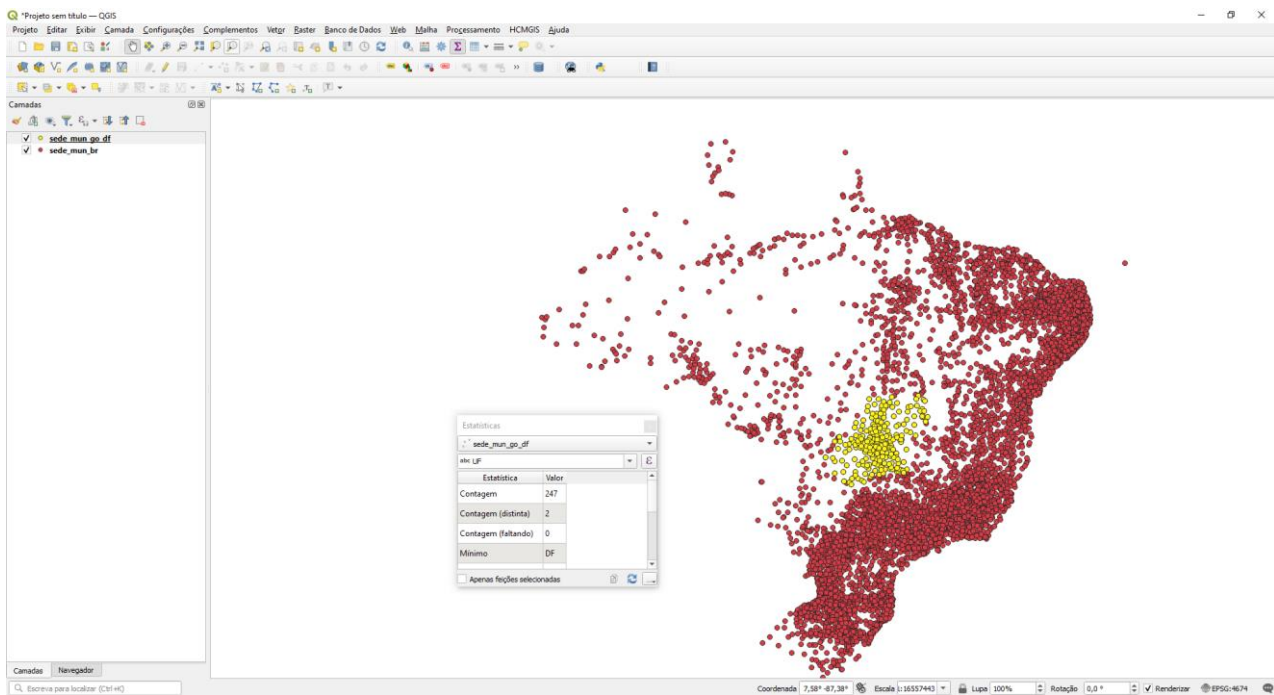 *Projeto sem título — QGIS
Projeto Editar Exibir Camada Configurações Complementos Vetor Raster Banco de Dados Web Malha Processamento HCMGIS Ajuda
Camadas
sede_mun_go_df
sede_mun_br
Estatísticas
sede_mun_go_df
abc UF
ε
Estatística Valor
Contagem 247
Contagem (distinta) 2
Contagem (faltando) 0
Mínimo DF
Apenas feições selecionadas
Camadas Navegador
Escreva para localizar (Ctrl+K)
Coordenada 7,58° -87,38° Escala 1:16557443 Lupa 100% Rotação 0,0 ° Renderizar EPSG:4674